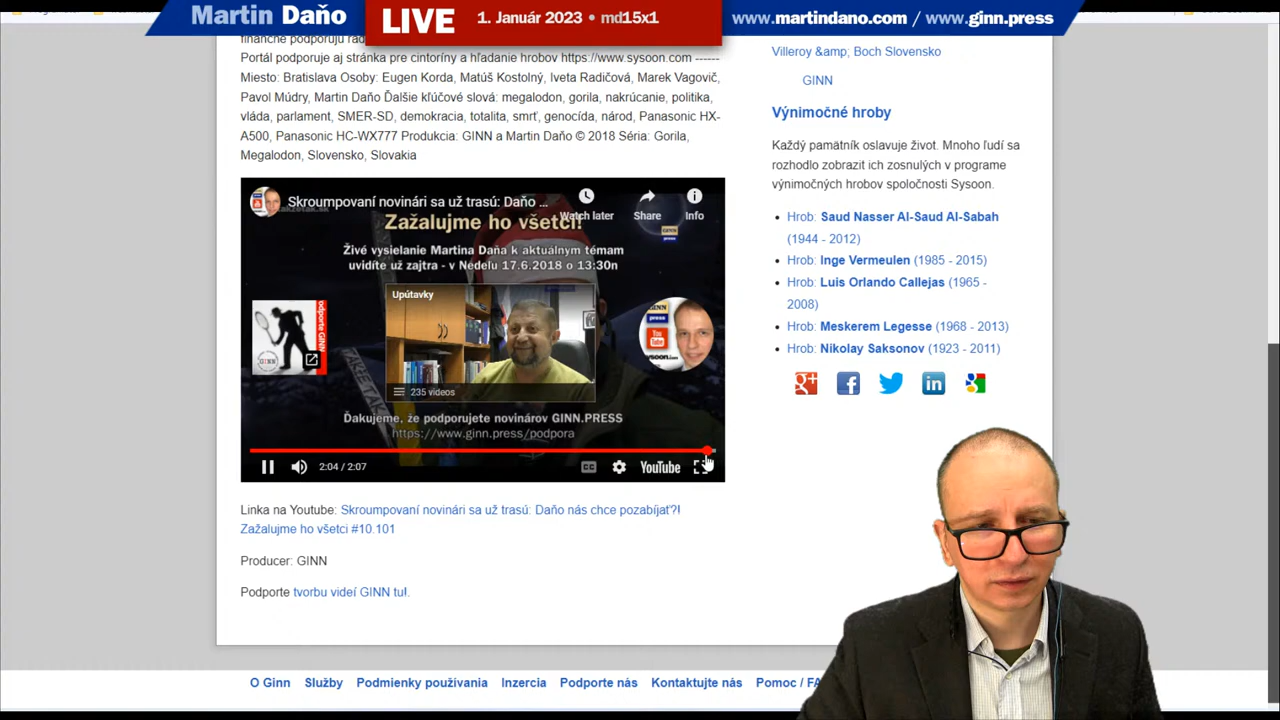 Martin Daňo
LIVE
1. Január 2023 • md15x1
www.martindano.com / www.ginn.press
finančne podporujú
Portál podporuje aj stránka pre cintoríny a hľadanie hrobov https://www.sysoon.com ------
Miesto: Bratislava Osoby: Eugen Korda, Matúš Kostolný, Iveta Radičová, Marek Vagovič,
Pavol Múdry, Martin Daňo Ďalšie kľúčové slová: megalodon, gorila, nakrúcanie, politika,
vláda, parlament, SMER-SD, demokracia, totalita, smrť, genocída, národ, Panasonic HX-
A500, Panasonic HC-WX777 Produkcia: GINN a Martin Daňo © 2018 Séria: Gorila,
Megalodon, Slovensko, Slovakia
Skroumpovaní novinári sa už trasú: Daňo ...
Watch later
Share
Info
Zažalujme ho všetci!
Živé vysielanie Martina Daňa k aktualnym témam
uvidíte už zajtra - v Nedeľu 17.6.2018 o 13:30n
Upútavky
235 videos
odporte GINN
GINN
press
Ďakujeme, že podporujete novinárov GINN.PRESS
https://www.ginn.press/podpora
2:04 / 2:07
CC
YouTube
Linka na Youtube: Skroumpovaní novinári sa už trasú: Daňo nás chce pozabíjať?!
Zažalujme ho všetci #10.101
Producer: GINN
Podporte tvorbu videí GINN tu!.
Villeroy &amp; Boch Slovensko
GINN
Výnimočné hroby
Každý pamätník oslavuje život. Mnoho ľudí sa
rozhodlo zobraziť ich zosnulých v programe
výnimočných hrobov spoločnosti Sysoon.
Hrob: Saud Nasser Al-Saud Al-Sabah
(1944 - 2012)
Hrob: Inge Vermeulen (1985 - 2015)
Hrob: Luis Orlando Callejas (1965 -
2008)
Hrob: Meskerem Legesse (1968 - 2013)
Hrob: Nikolay Saksonov (1923 - 2011)
O Ginn Služby Podmienky používania Inzercia Podporte nás Kontaktujte nás Pomoc /